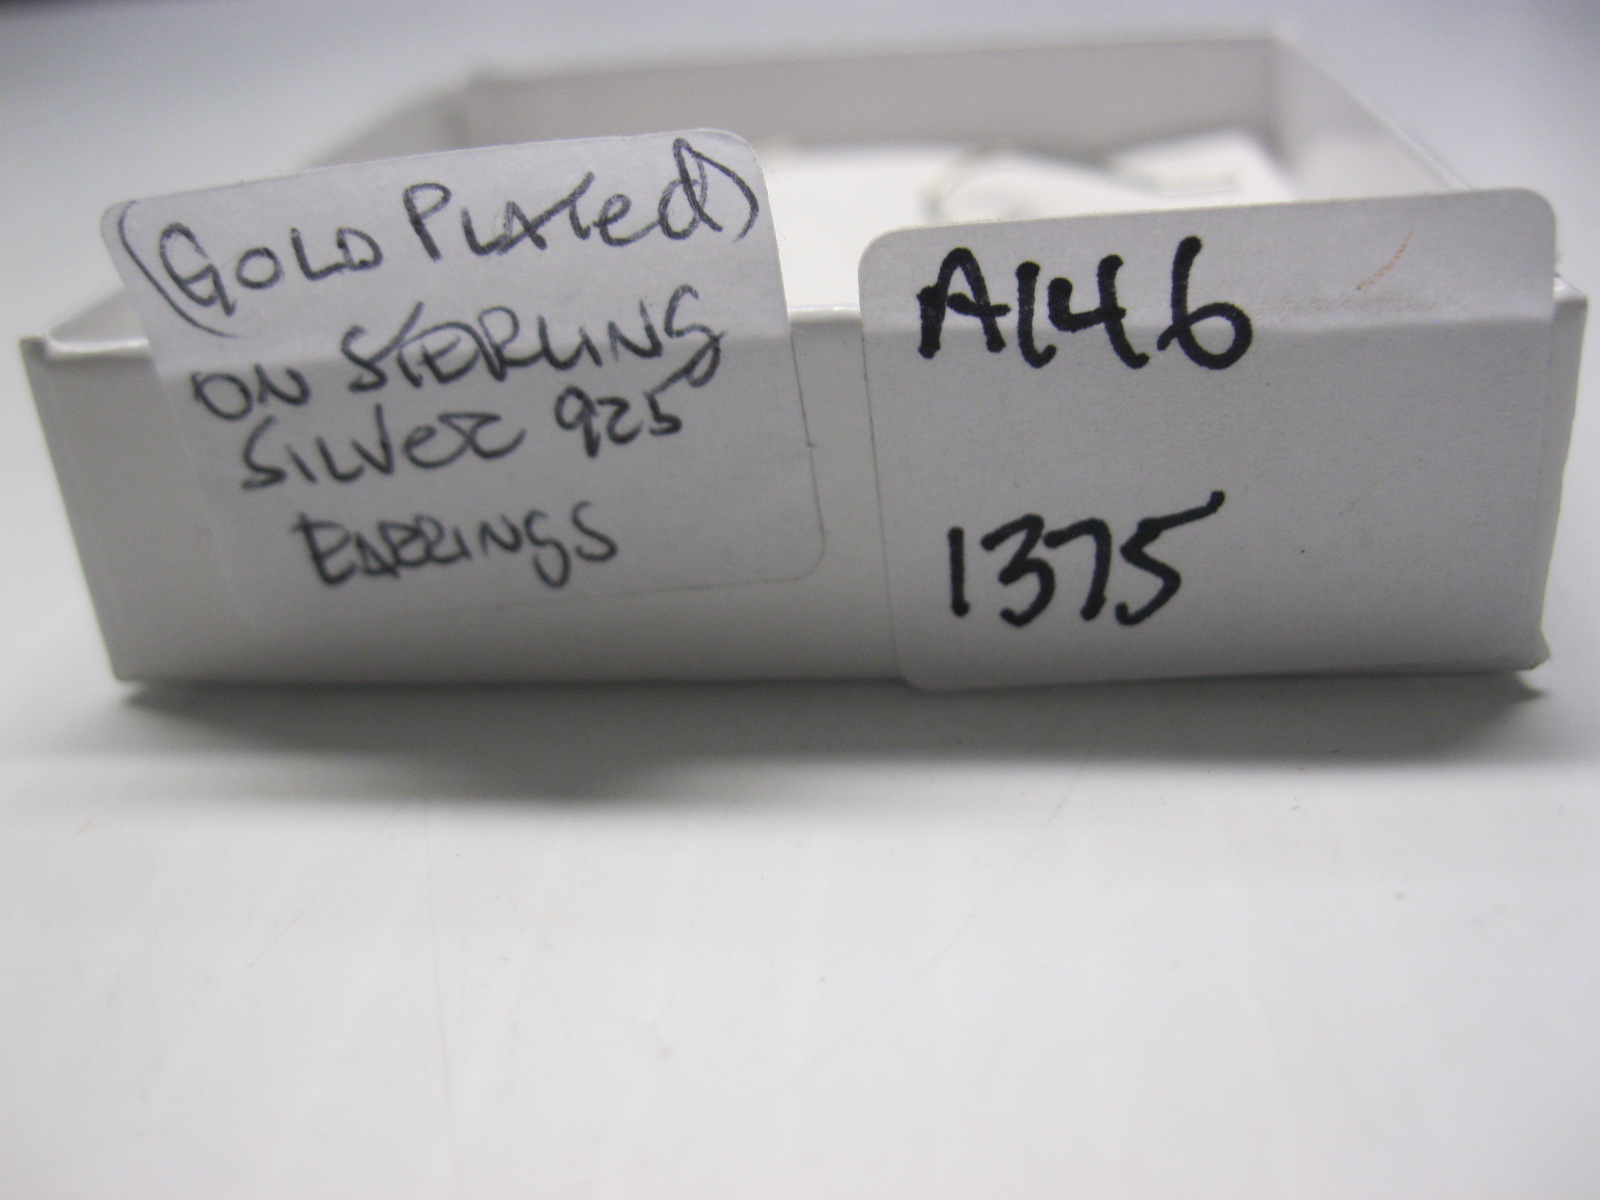 (GOLD PLATED)
ON STERLING
SILVER 925
EARRINGS
A146
1375